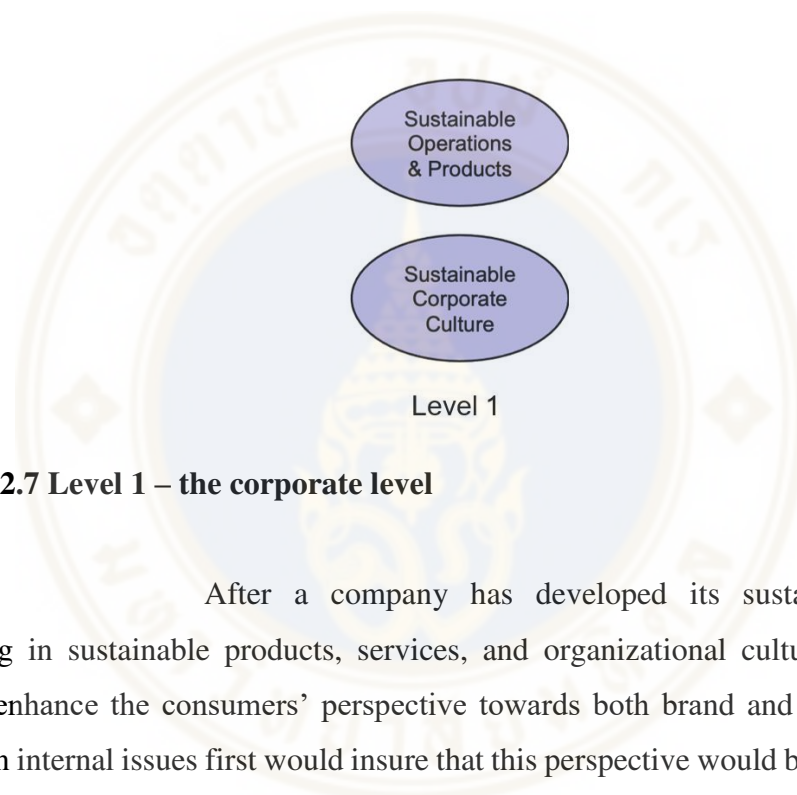 Sustainable
Operations
& Products
Sustainable
Corporate
Culture
Level 1
2.7 Level 1 – the corporate level
After a company has developed its
in sustainable products, services, and organizational
enhance the consumers’ perspective towards both brand and
internal issues first would insure that this perspective would